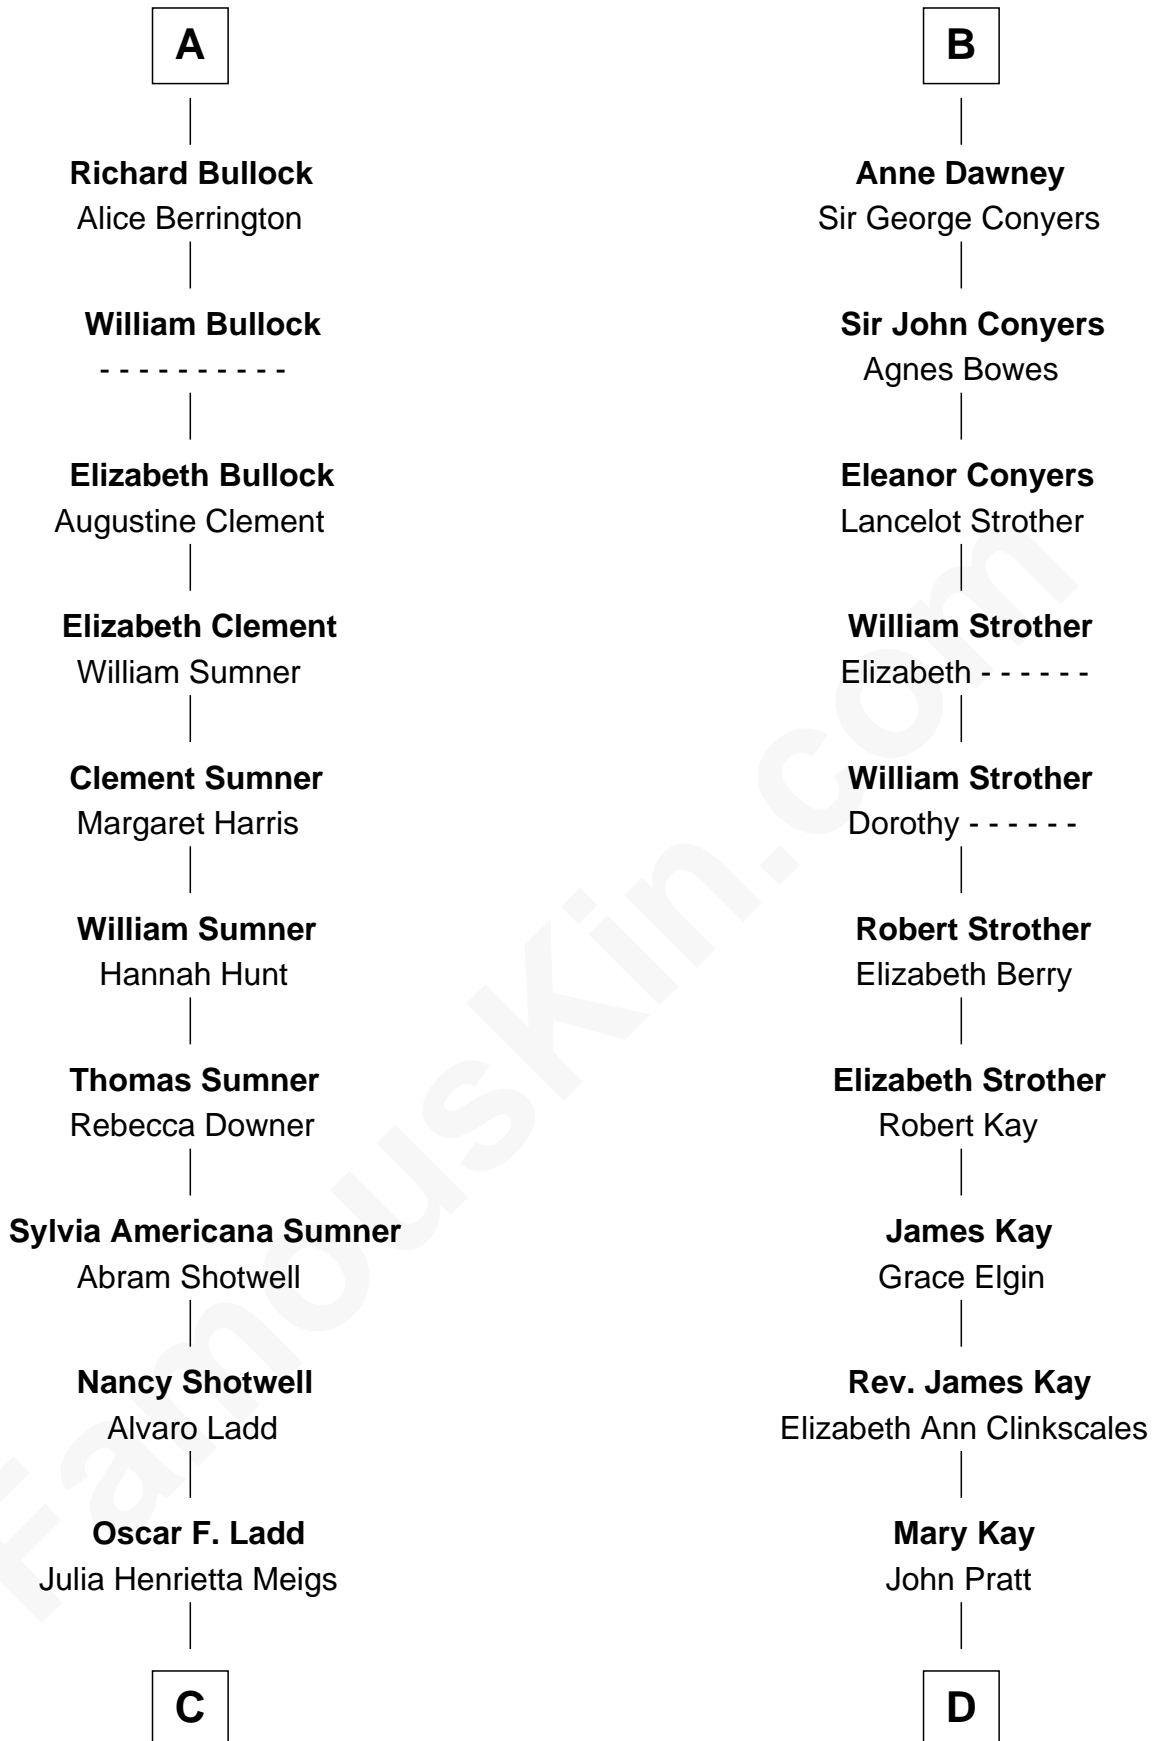 A
Richard Bullock
Alice Berrington
William Bullock
- - - - - - - - - -
Elizabeth Bullock
Augustine Clement
Elizabeth Clement
William Sumner
Clement Sumner
Margaret Harris
William Sumner
Hannah Hunt
Thomas Sumner
Rebecca Downer
Sylvia Americana Sumner
Abram Shotwell
Nancy Shotwell
Alvaro Ladd
Oscar F. Ladd
Julia Henrietta Meigs
C
B
Anne Dawney
Sir George Conyers
Sir John Conyers
Agnes Bowes
Eleanor Conyers
Lancelot Strother
William Strother
Elizabeth - - - - - -
William Strother
Dorothy - - - - - -
Robert Strother
Elizabeth Berry
Elizabeth Strother
Robert Kay
James Kay
Grace Elgin
Rev. James Kay
Elizabeth Ann Clinkscales
Mary Kay
John Pratt
D
FamousKin.com